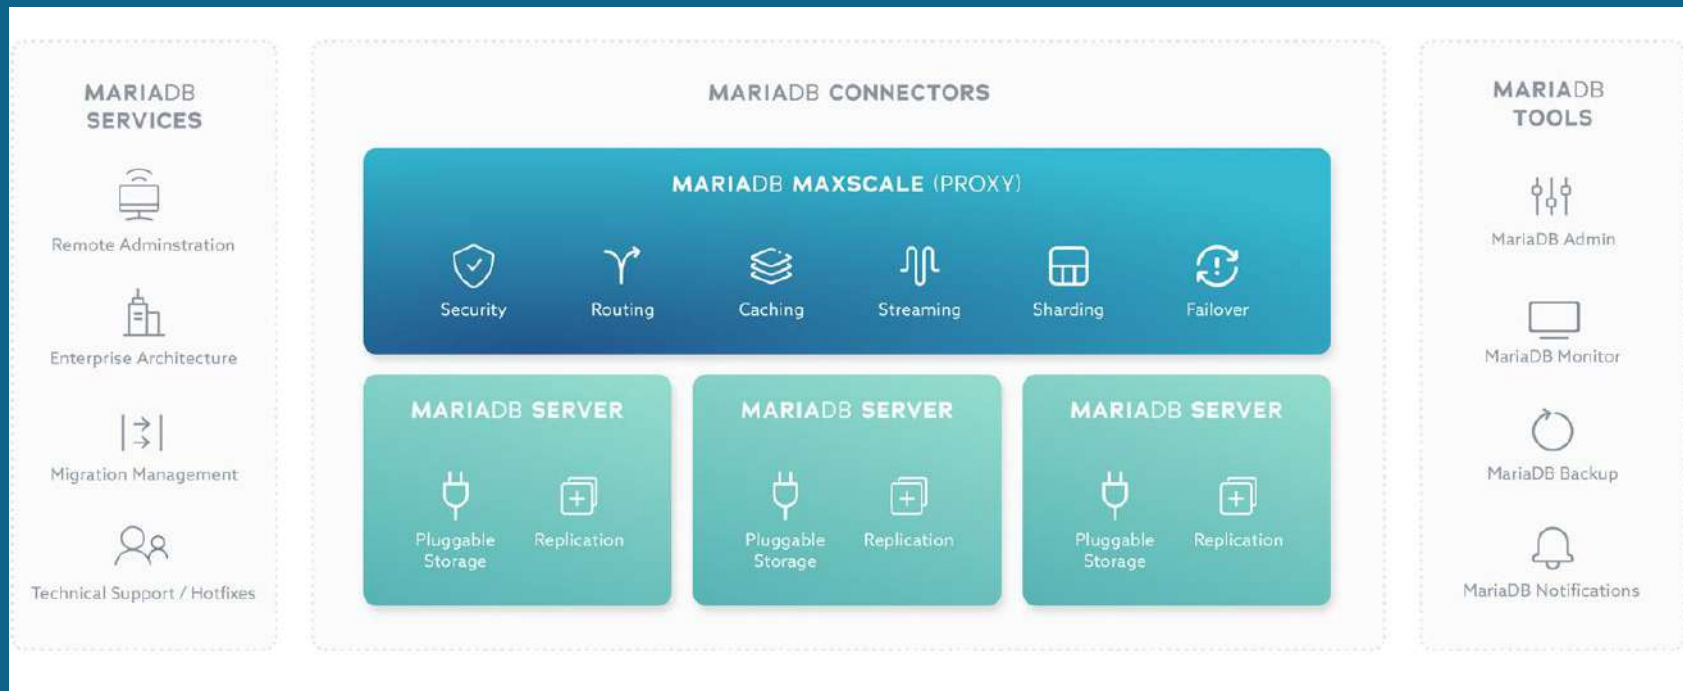 MARIADB
SERVICES
Remote Adminstration
Enterprise Architecture
Migration Management
Technical Support / Hotfixes
MARIADB CONNECTORS
MARIADB MAXSCALE (PROXY)
Security
Routing
Caching
Streaming
Sharding
Failover
MARIADB SERVER
Pluggable
Storage
Replication
MARIADB SERVER
Pluggable
Storage
Replication
MARIADB SERVER
Pluggable
Storage
Replication
MARIADB
TOOLS
MariaDB Admin
MariaDB Monitor
MariaDB Backup
MariaDB Notifications